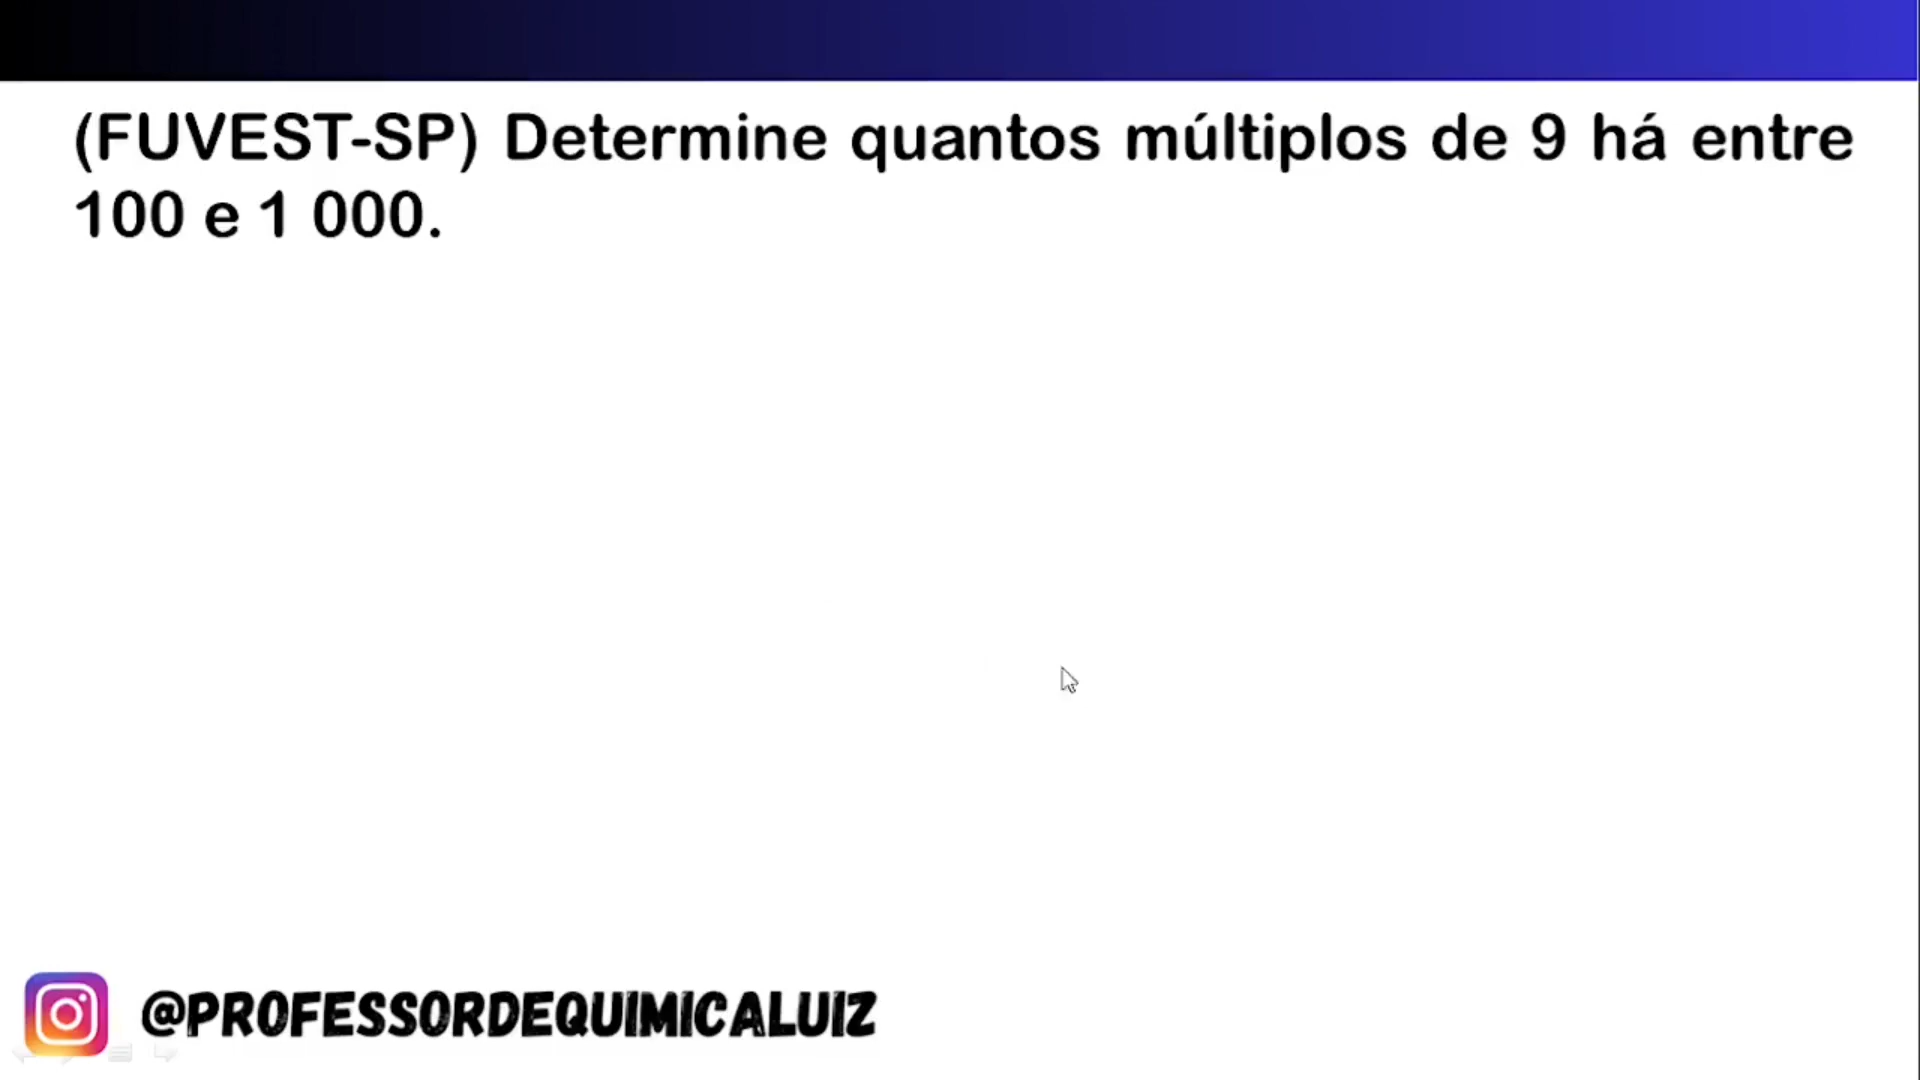 (FUVEST-SP) Determine quantos múltiplos de 9 há entre
100 e 1 000.
@PROFESSORDEQUIMICALUIZ